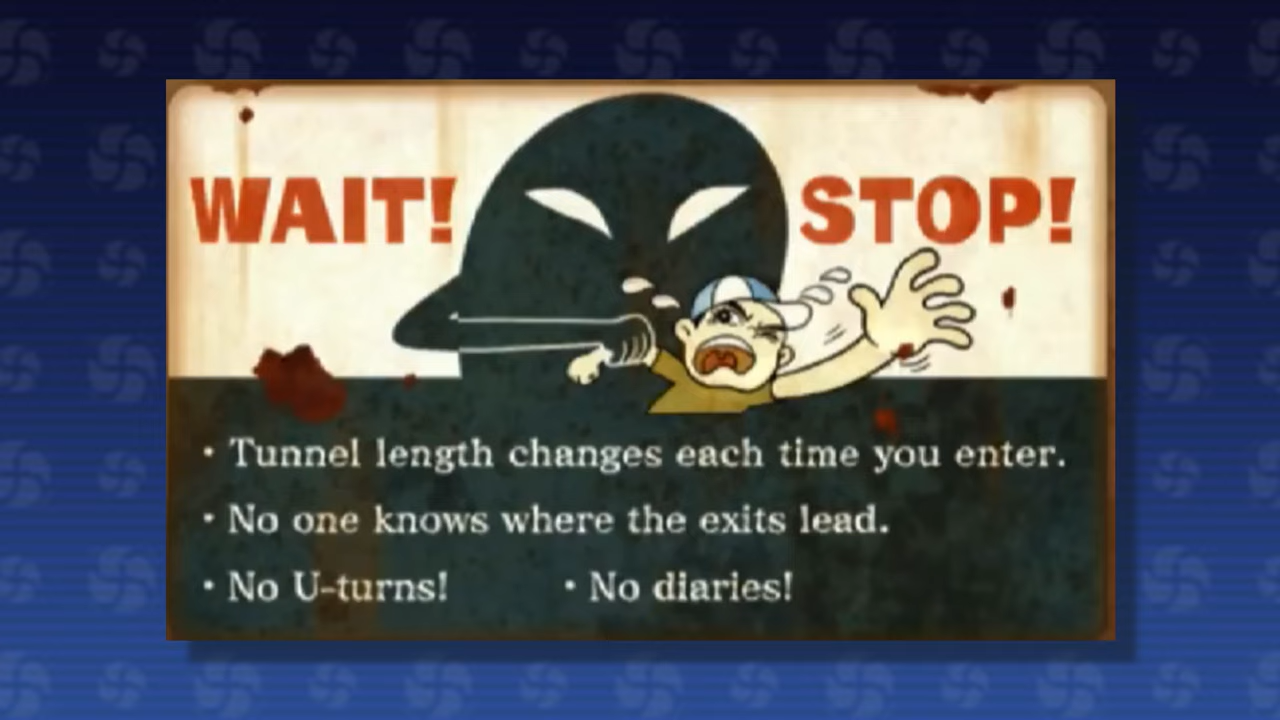 WAIT! STOP!
• Tunnel length changes each time you enter.
• No one knows where the exits lead.
• No U-turns! • No diaries!